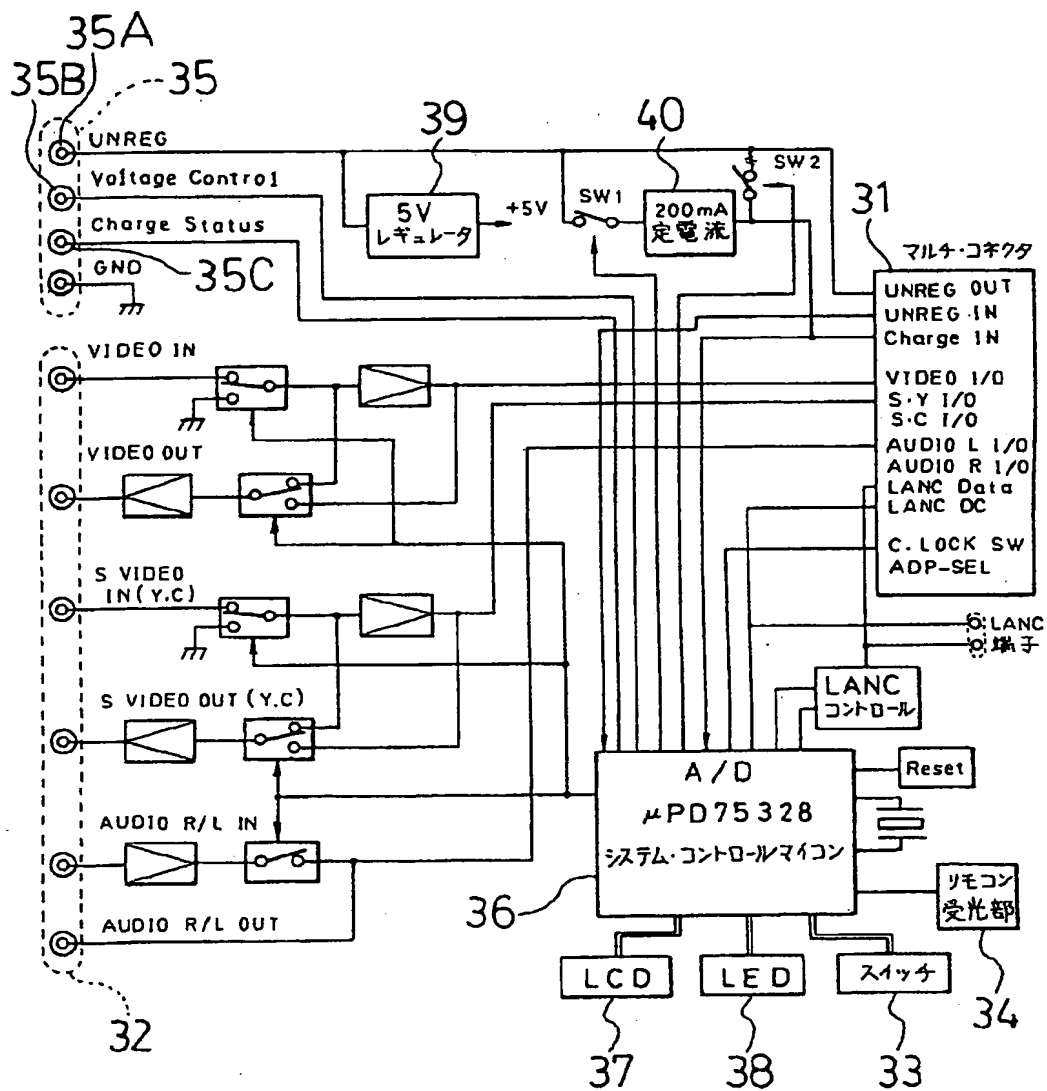 35A
35B
35
UNREG
Voltage Control
Charge Status
GND
35C
39
5V
レギュレータ
+5V
SW1
40
200mA
定電流
SW2
31
マルチ・コネクタ
UNREG OUT
UNREG IN
Charge IN
VIDEO I/O
S・Y I/O
S・C I/O
AUDIO L I/O
AUDIO R I/O
LANC Data
LANC DC
C. LOCK SW
ADP-SEL
LANC
端子
LANC
コントロール
VIDEO IN
VIDEO OUT
S VIDEO
IN(Y.C)
S VIDEO OUT (Y.C)
AUDIO R/L IN
AUDIO R/L OUT
32
A/D
μPD75328
システム・コントロールマイコン
36
Reset
リモコン
受光部
34
LCD
37
LED
38
スイッチ
33